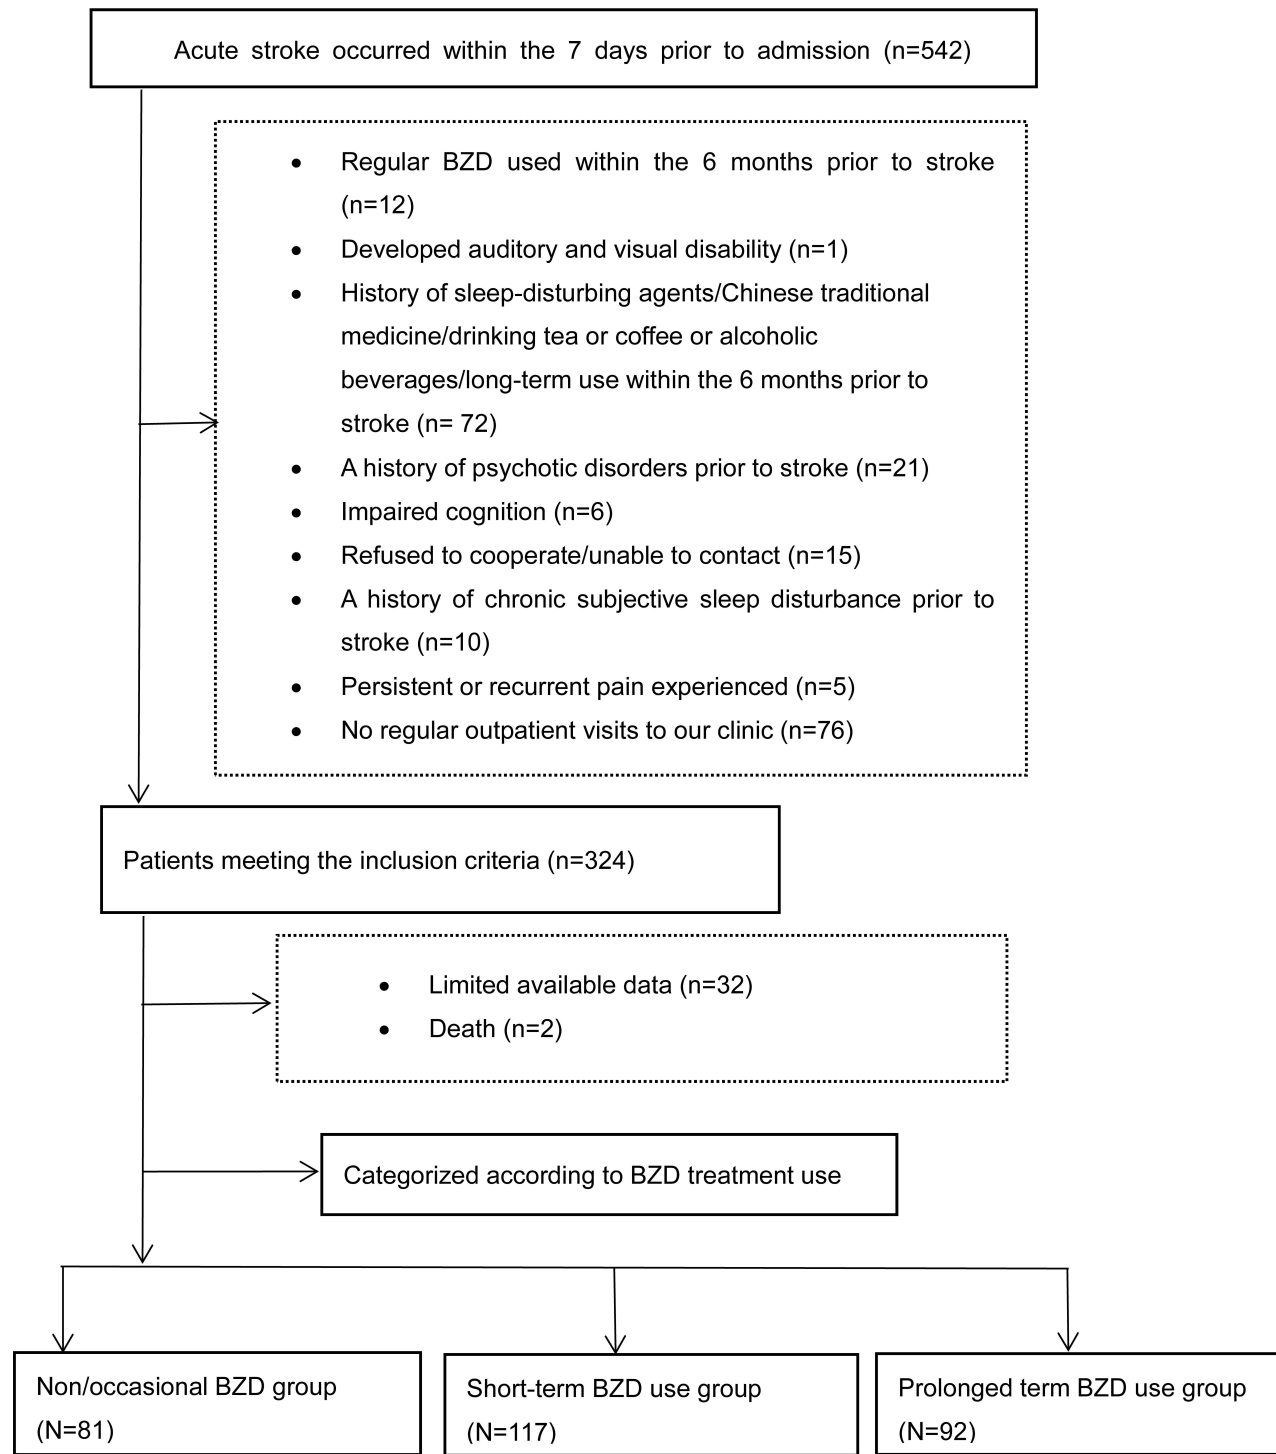 Acute stroke occurred within the 7 days prior to admission (n=542)
• Regular BZD used within the 6 months prior to stroke
(n=12)
• Developed auditory and visual disability (n=1)
• History of sleep-disturbing agents/Chinese traditional
medicine/drinking tea or coffee or alcoholic
beverages/long-term use within the 6 months prior to
stroke (n= 72)
• A history of psychotic disorders prior to stroke (n=21)
• Impaired cognition (n=6)
• Refused to cooperate/unable to contact (n=15)
• A history of chronic subjective sleep disturbance prior to
stroke (n=10)
• Persistent or recurrent pain experienced (n=5)
• No regular outpatient visits to our clinic (n=76)
Patients meeting the inclusion criteria (n=324)
• Limited available data (n=32)
• Death (n=2)
Categorized according to BZD treatment use
Non/occasional BZD group
(N=81)
Short-term BZD use group
(N=117)
Prolonged term BZD use group
(N=92)